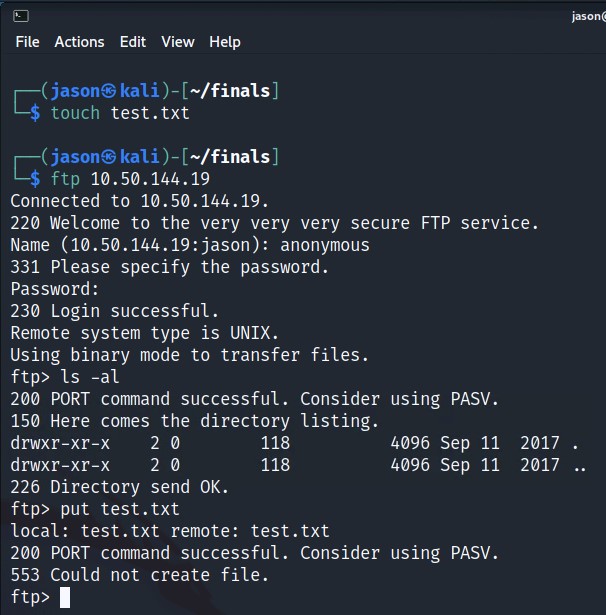 jason@
File Actions Edit View Help
┌──(jason㉿kali)-[~/finals]
└─$ touch test.txt
┌──(jason㉿kali)-[~/finals]
└─$ ftp 10.50.144.19
Connected to 10.50.144.19.
220 Welcome to the very very very secure FTP service.
Name (10.50.144.19:jason): anonymous
331 Please specify the password.
Password:
230 Login successful.
Remote system type is UNIX.
Using binary mode to transfer files.
ftp> ls -al
200 PORT command successful. Consider using PASV.
150 Here comes the directory listing.
drwxr-xr-x    2 0        118          4096 Sep 11  2017 .
drwxr-xr-x    2 0        118          4096 Sep 11  2017 ..
226 Directory send OK.
ftp> put test.txt
local: test.txt remote: test.txt
200 PORT command successful. Consider using PASV.
553 Could not create file.
ftp>